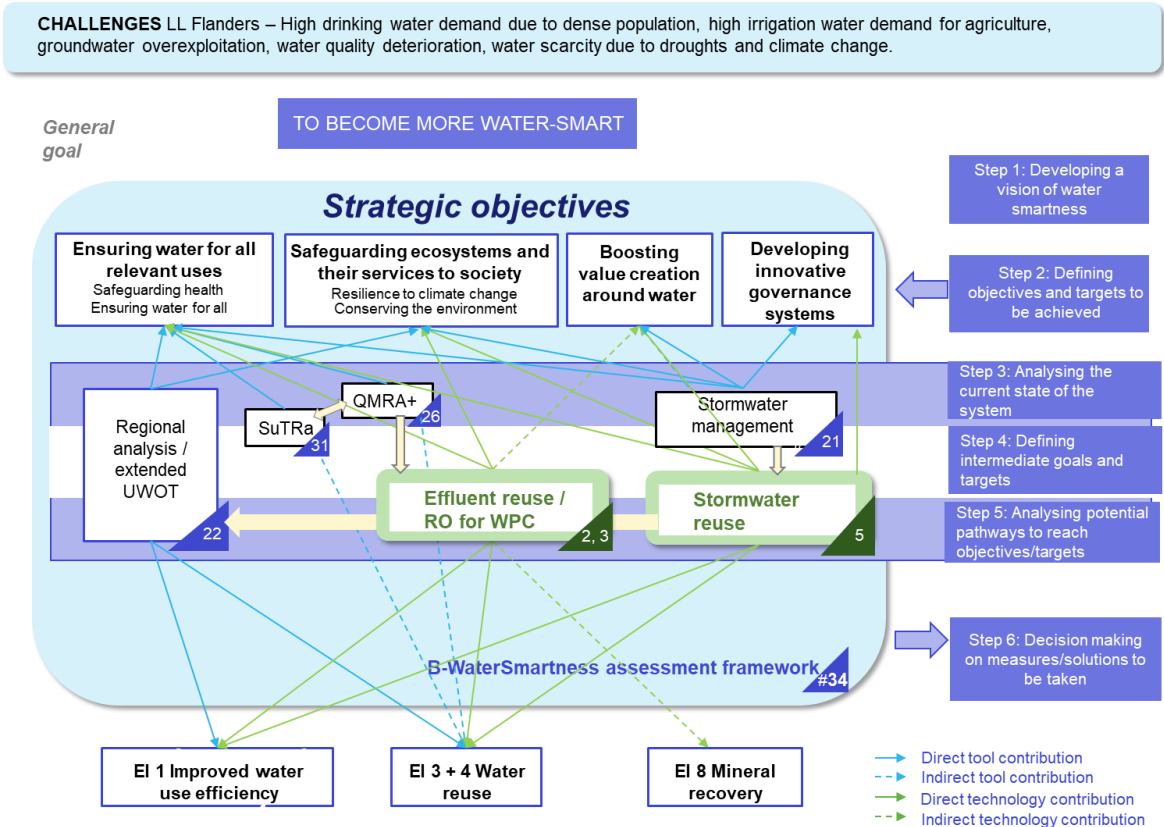 CHALLENGES LL Flanders – High drinking water demand due to dense population, high irrigation water demand for agriculture,
groundwater overexploitation, water quality deterioration, water scarcity due to droughts and climate change.
General
goal
TO BECOME MORE WATER-SMART
Step 1: Developing a
vision of water
smartness
Strategic objectives
Ensuring water for all
relevant uses
Safeguarding health
Ensuring water for all
Safeguarding ecosystems and
their services to society
Resilience to climate change
Conserving the environment
Boosting
value creation
around water
Developing
innovative
governance
systems
Step 2: Defining
objectives and targets to
be achieved
Step 3: Analysing the
current state of the
system
Regional
analysis /
extended
UWOT
22
SuTRa
31
QMRA+
26
Stormwater
management
21
Step 4: Defining
intermediate goals and
targets
Effluent reuse /
RO for WPC
2, 3
Stormwater
reuse
5
Step 5: Analysing potential
pathways to reach
objectives/targets
Step 6: Decision making
on measures/solutions to
be taken
B-WaterSmartness assessment framework
#34
EI 1 Improved water
use efficiency
EI 3 + 4 Water
reuse
EI 8 Mineral
recovery
Direct tool contribution
Indirect tool contribution
Direct technology contribution
Indirect technology contribution